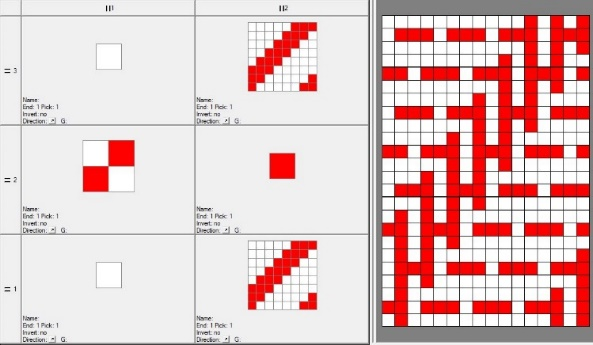 II1 II2
= 3
Name:
End: 1 Pick: 1
Invert: no
Direction: G:
Name:
End: 1 Pick: 1
Invert: no
Direction: G:
= 2
Name:
End: 1 Pick: 1
Invert: no
Direction: G:
Name:
End: 1 Pick: 1
Invert: no
Direction: G:
= 1
Name:
End: 1 Pick: 1
Invert: no
Direction: G:
Name:
End: 1 Pick: 1
Invert: no
Direction: G: